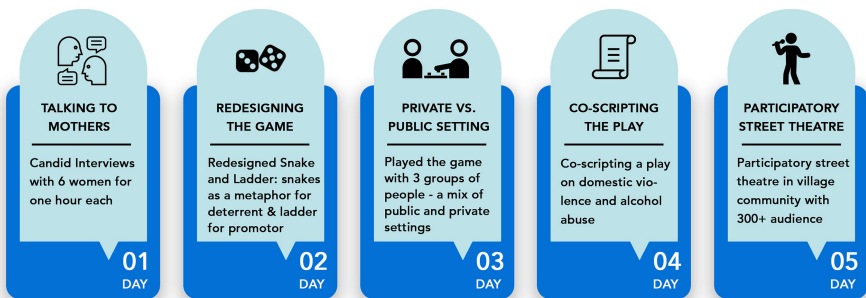 TALKING TO
MOTHERS
Candid Interviews
with 6 women for
one hour each
01
DAY
REDESIGNING
THE GAME
Redesigned Snake
and Ladder: snakes
as a metaphor for
deterrent & ladder
for promotor
02
DAY
PRIVATE VS.
PUBLIC SETTING
Played the game
with 3 groups of
people - a mix of
public and private
settings
03
DAY
CO-SCRIPTING
THE PLAY
Co-scripting a play
on domestic vio-
lence and alcohol
abuse
04
DAY
PARTICIPATORY
STREET THEATRE
Participatory street
theatre in village
community with
300+ audience
05
DAY